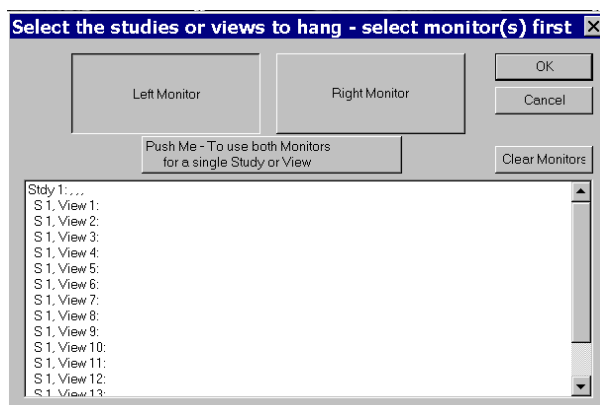 Select the studies or views to hang - select monitor(s) first
Left Monitor
Right Monitor
OK
Cancel
Push Me - To use both Monitors
for a single Study or View
Clear Monitors
Stdy 1: , , ,
S 1, View 1:
S 1, View 2:
S 1, View 3:
S 1, View 4:
S 1, View 5:
S 1, View 6:
S 1, View 7:
S 1, View 8:
S 1, View 9:
S 1, View 10:
S 1, View 11:
S 1, View 12:
S 1, View 13: